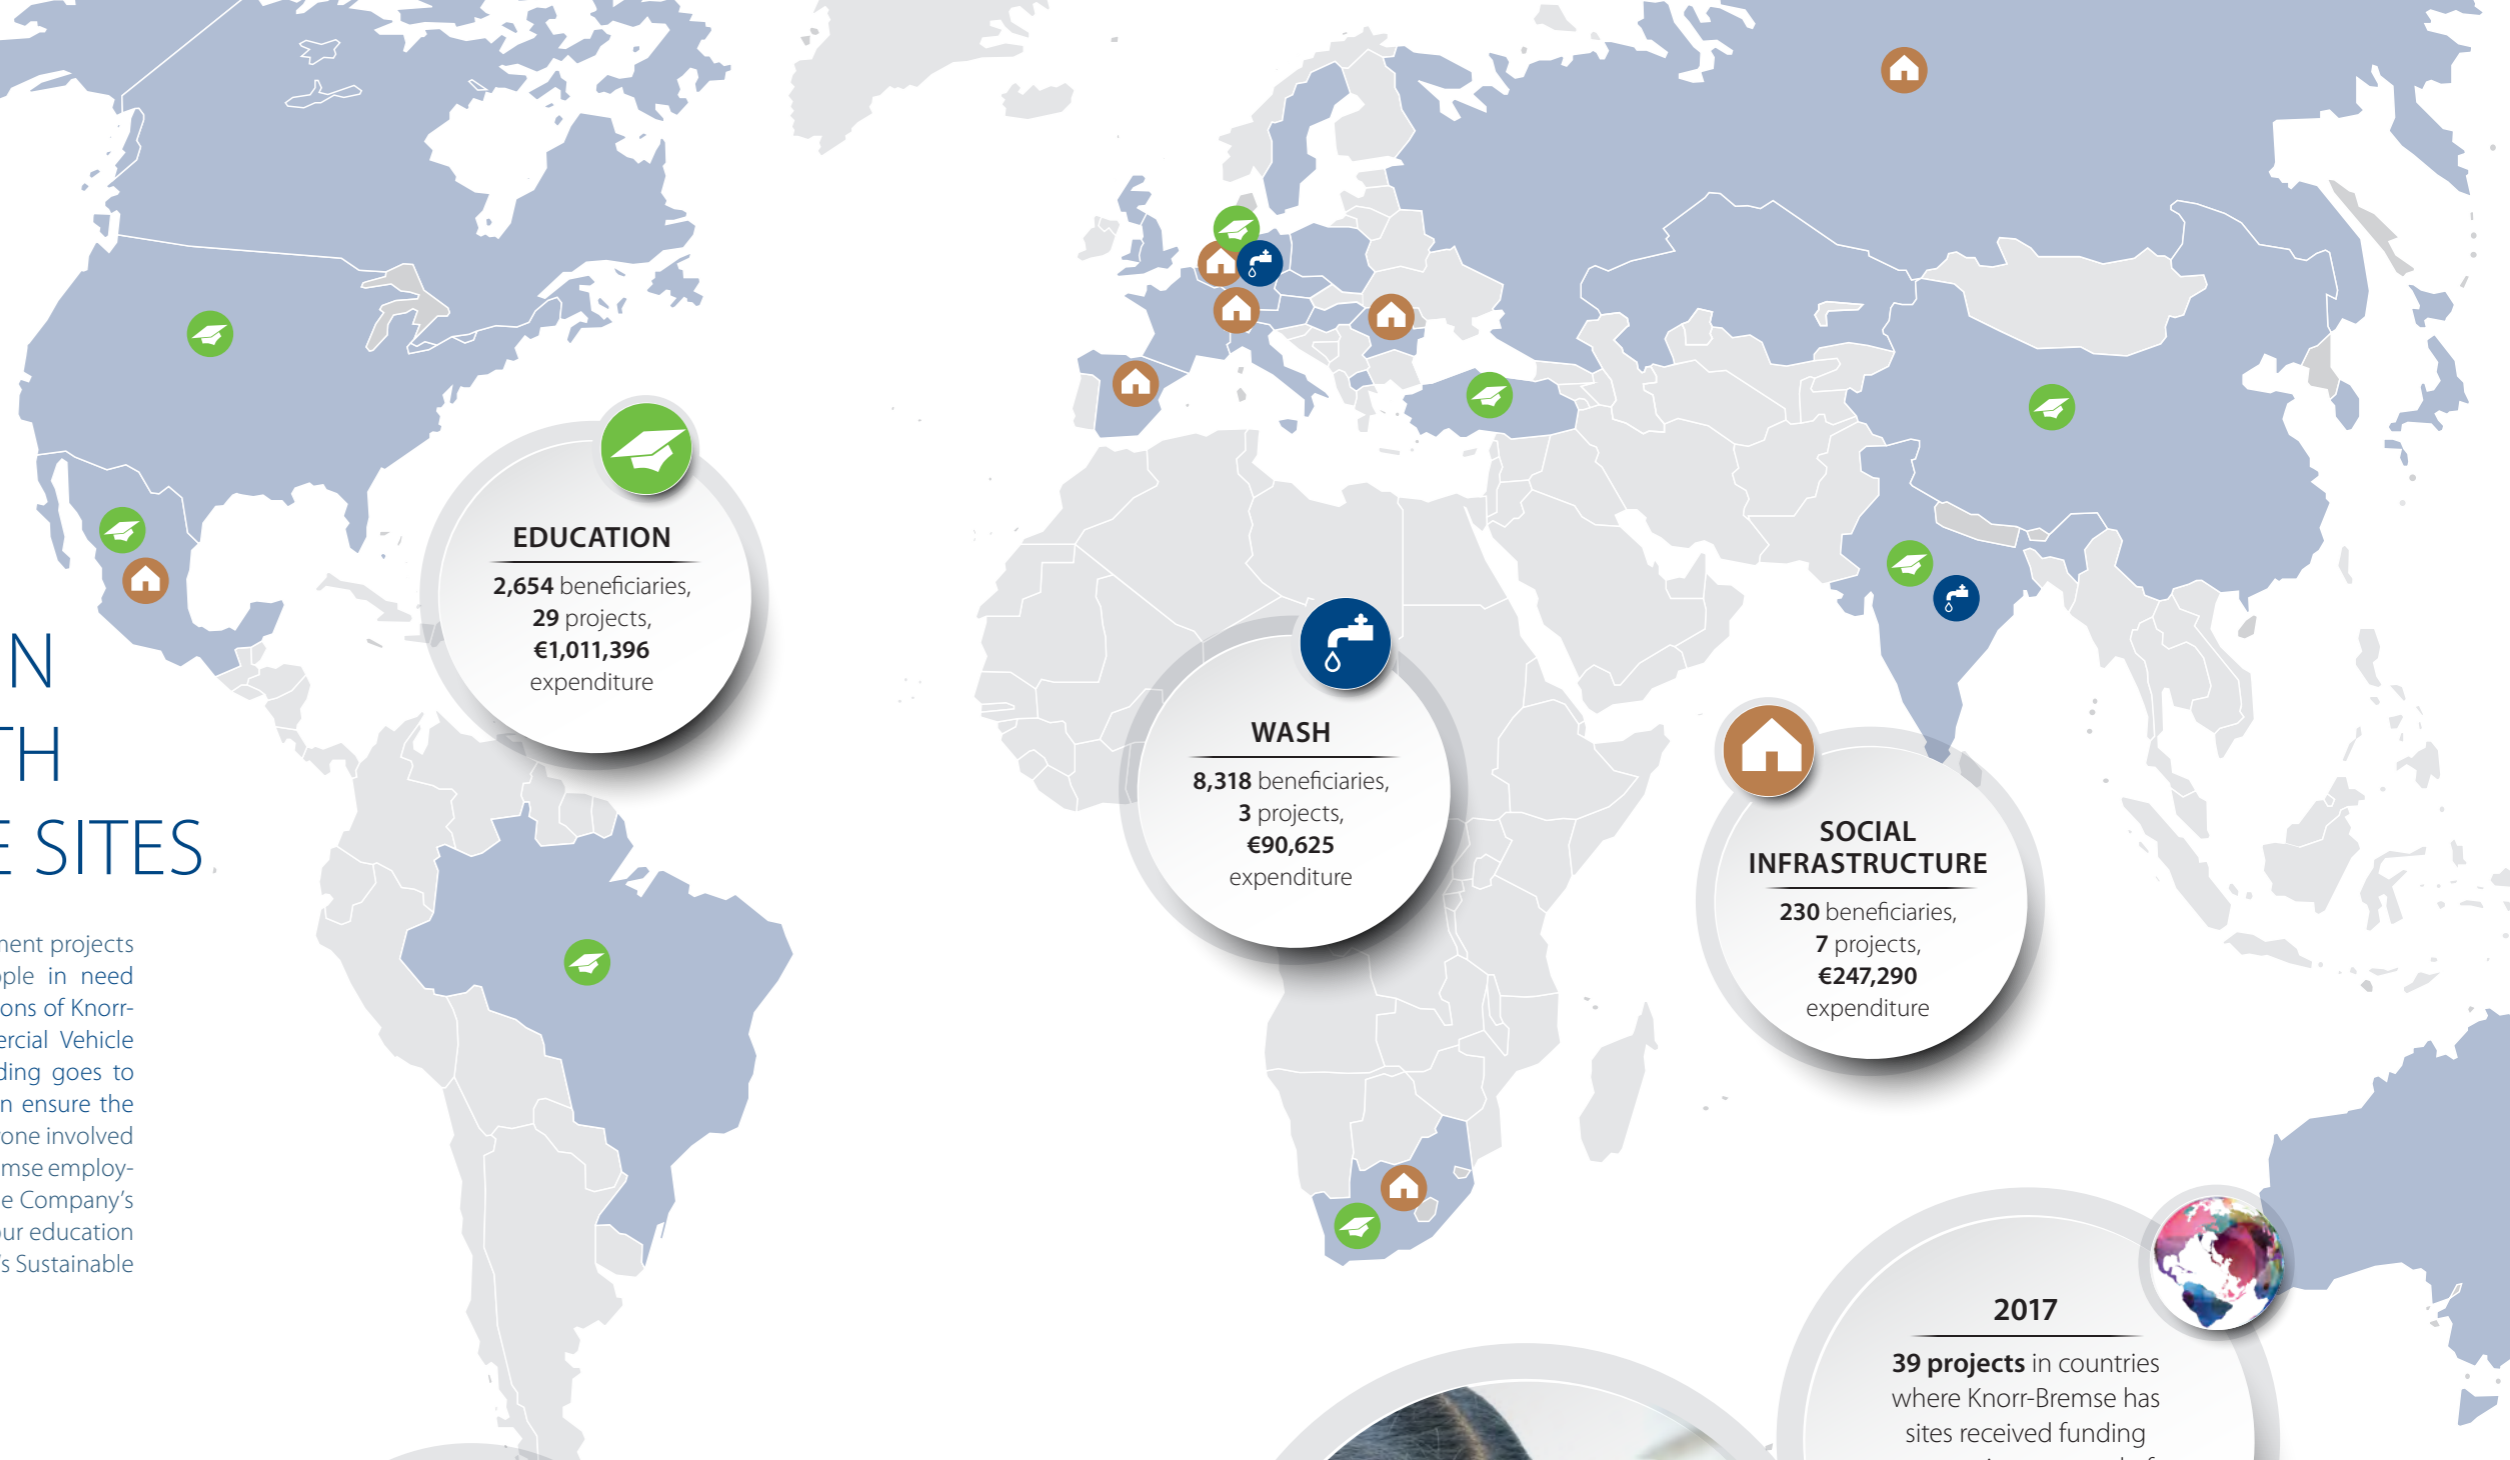 N
TH
E SITES
ment projects
ople in need
ons of Knorr-
ercial Vehicle
ding goes to
n ensure the
one involved
mse employ-
e Company's
our education
's Sustainable
EDUCATION
2,654 beneficiaries,
29 projects,
€1,011,396
expenditure
WASH
8,318 beneficiaries,
3 projects,
€90,625
expenditure
SOCIAL
INFRASTRUCTURE
230 beneficiaries,
7 projects,
€247,290
expenditure
2017
39 projects in countries
where Knorr-Bremse has
sites received funding